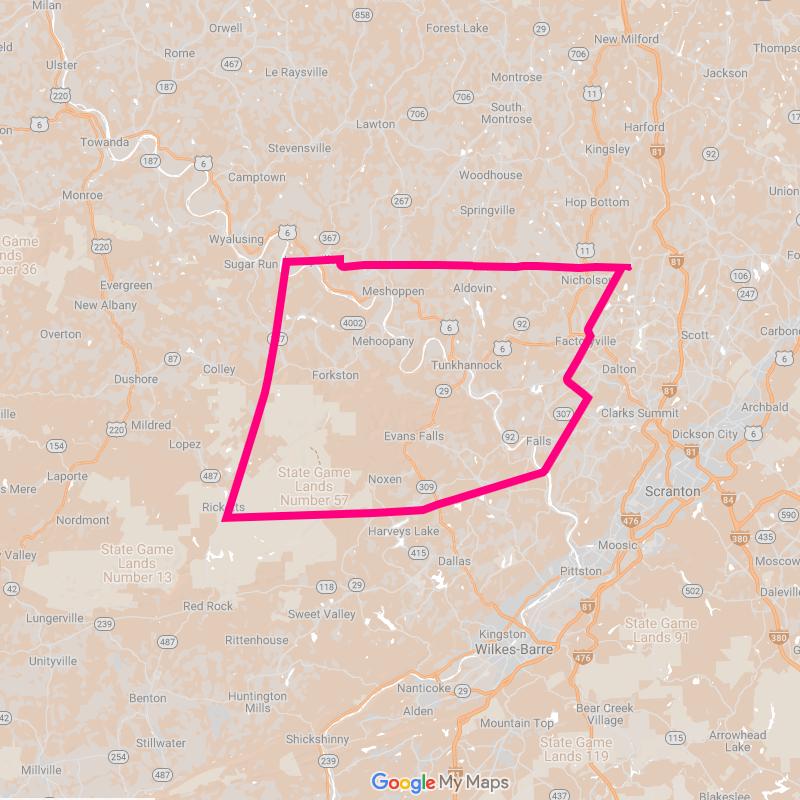 Milan
Orwell
858
Forest Lake
29
New Milford
Rome
706
Thomps
Ulster
467
Le Raysville
Montrose
Jackson
220
187
706
11
6
706
South
Montrose
Lawton
Harford
Towanda
Stevensville
Kingsley
81
92
187
6
Camptown
Woodhouse
Union
Monroe
267
Hop Bottom
Springville
Game
nds
ber 36
220
Wyalusing
6
367
11
Sugar Run
81
Fo
Nicholson
106
Evergreen
Meshoppen
Aldovin
247
New Albany
4002
6
92
Overton
Mehoopany
6
Factoryville
Scott
Carbon
87
Colley
Tunkhannock
Dalton
6
Dushore
Forkston
29
81
ille
Mildred
307
Clarks Summit
Archbald
220
Evans Falls
92
Falls
Dickson City
6
154
Lopez
81
Laporte
487
State Game
Lands
Number 57
Noxen
309
Scranton
s Mere
84
Ricketts
590
Nordmont
476
Harveys Lake
380
435
y Valley
State Game
Lands
Number 13
415
Moosic
Moscow
Dallas
Pittston
42
118
29
502
Daleville
Red Rock
Sweet Valley
81
Lungerville
239
State Game
Lands 91
487
Rittenhouse
Kingston
Wilkes-Barre
380
Unityville
476
Nanticoke
29
Benton
Huntington
Mills
Bear Creek
Village
42
Alden
Mountain Top
Arrowhead
Lake
Shickshinny
115
Stillwater
State Game
Lands 119
254
239
Millville
487
Google My Maps
437
Blakeslee